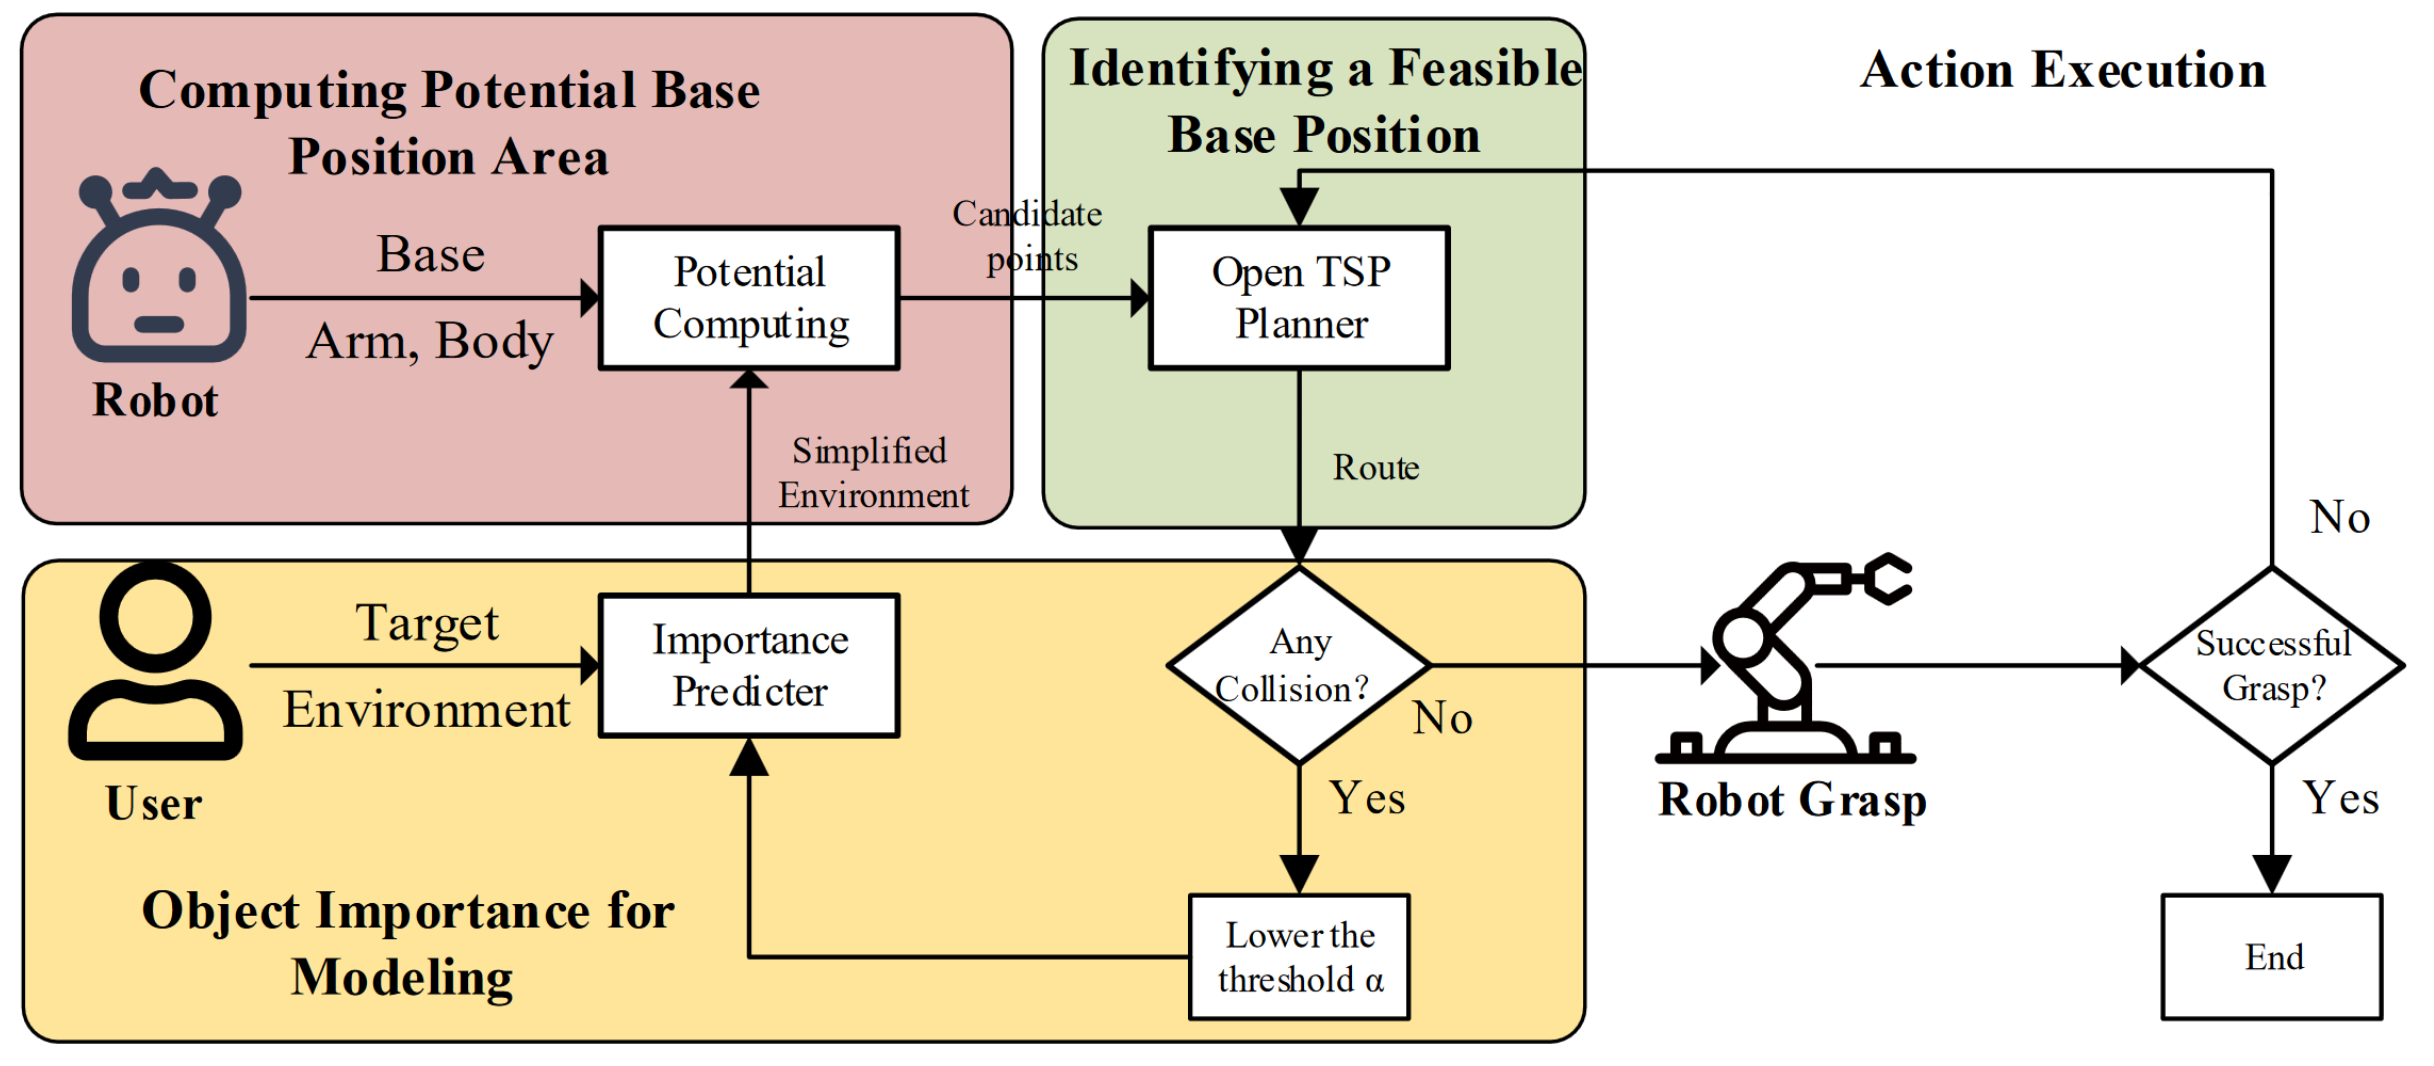 Computing Potential Base
Position Area
Identifying a Feasible
Base Position
Action Execution
Base
Arm, Body
Robot
Potential
Computing
Candidate
points
Open TSP
Planner
Simplified
Environment
Route
No
Target
Environment
User
Importance
Predicter
Any
Collision?
No
Yes
Robot Grasp
Successful
Grasp?
Yes
Object Importance for
Modeling
Lower the
threshold α
End